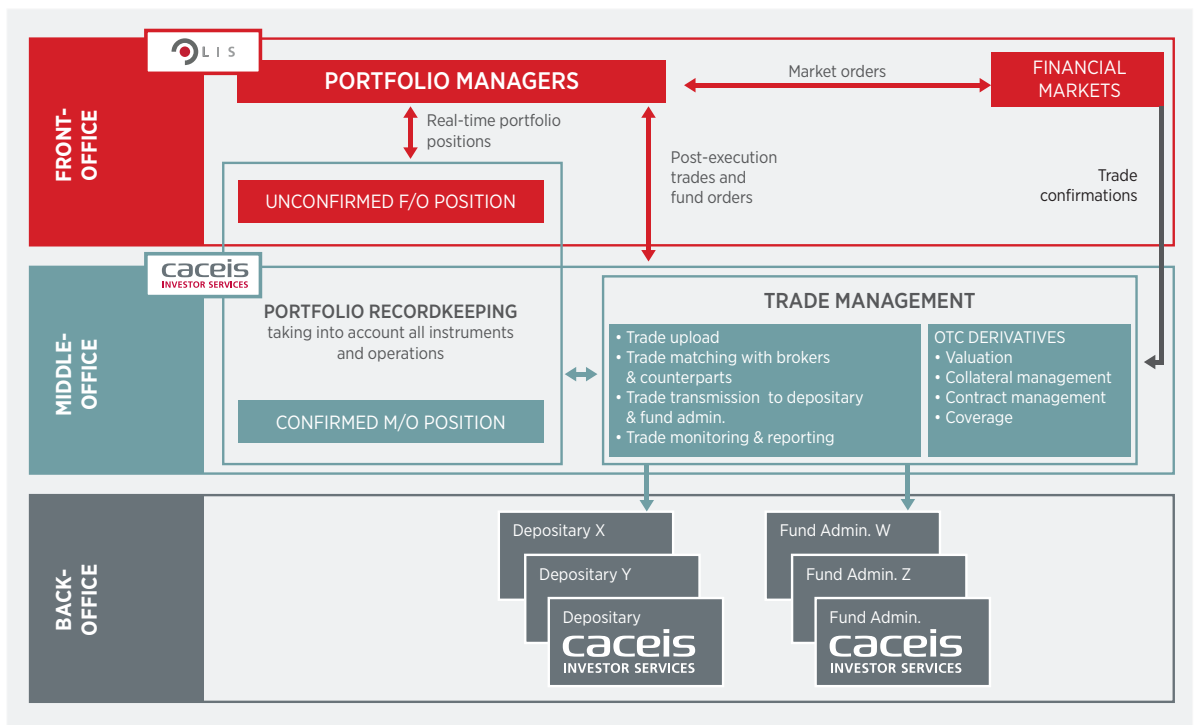 LIS
FRONT-
OFFICE
PORTFOLIO MANAGERS
Market orders
FINANCIAL
MARKETS
Real-time portfolio
positions
Post-execution
trades and
fund orders
Trade
confirmations
UNCONFIRMED F/O POSITION
caceis
INVESTOR SERVICES
MIDDLE-
OFFICE
PORTFOLIO RECORDKEEPING
taking into account all instruments
and operations
CONFIRMED M/O POSITION
TRADE MANAGEMENT
• Trade upload
• Trade matching with brokers
& counterparts
• Trade transmission to depositary
& fund admin.
• Trade monitoring & reporting
OTC DERIVATIVES
• Valuation
• Collateral management
• Contract management
• Coverage
BACK-
OFFICE
Depositary X
Depositary Y
Depositary
caceis
INVESTOR SERVICES
Fund Admin. W
Fund Admin. Z
Fund Admin.
caceis
INVESTOR SERVICES